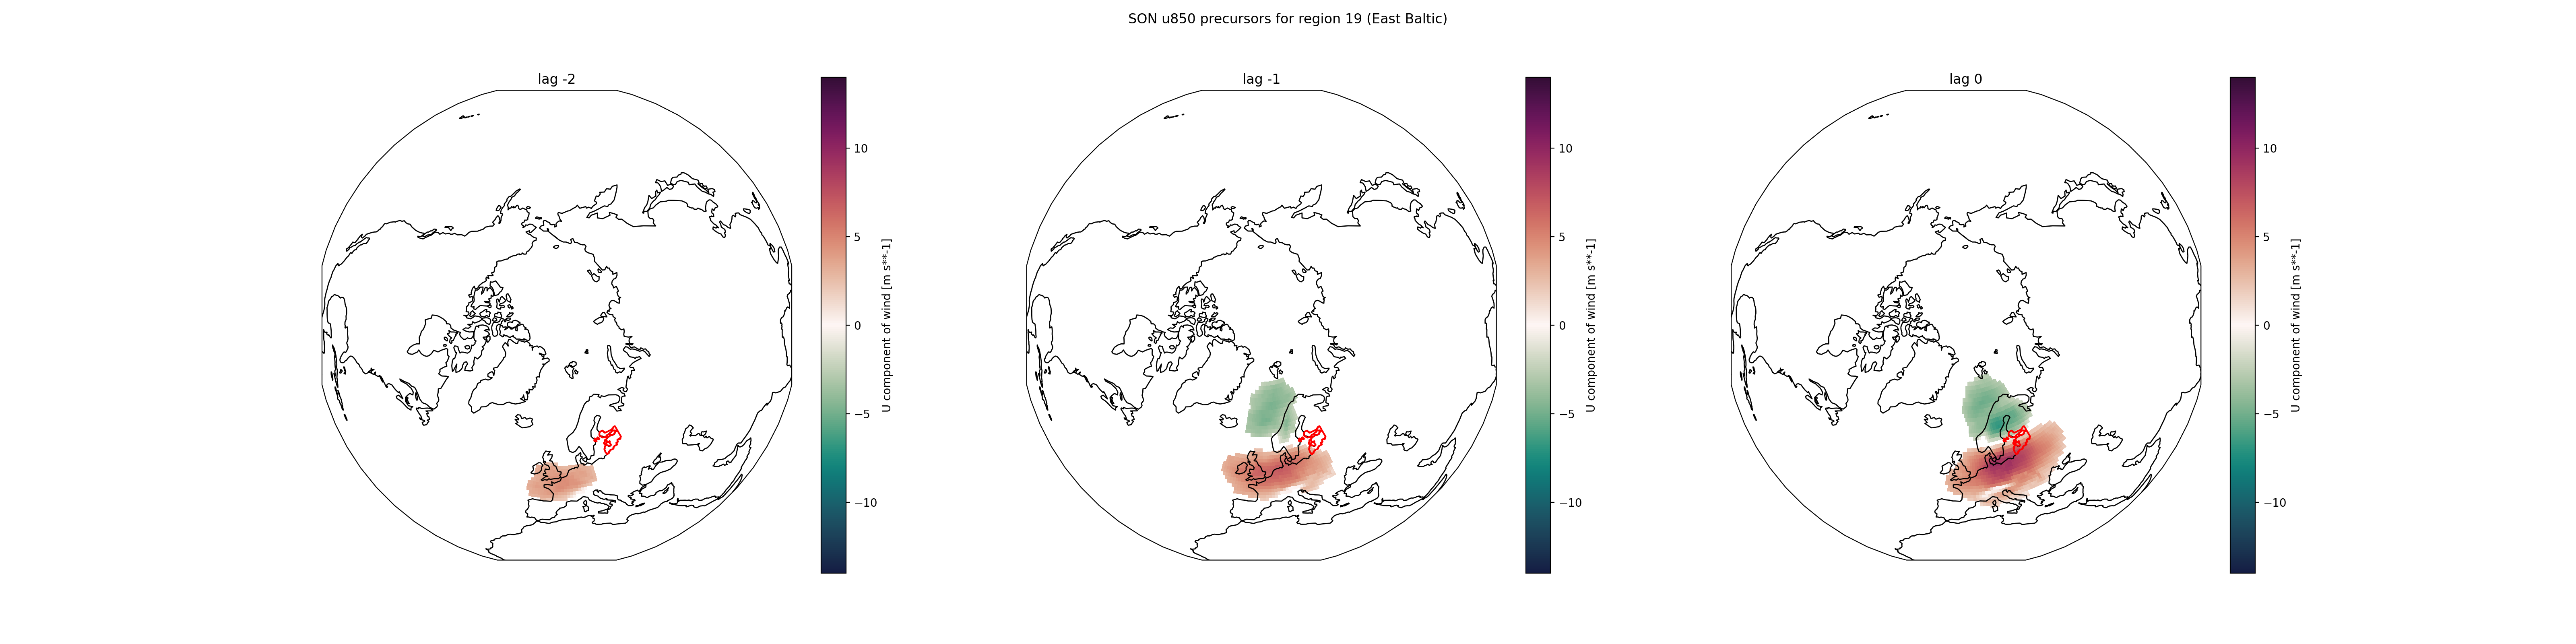 SON u850 precursors for region 19 (East Baltic)
lag -2
10
5
0
−5
−10
U component of wind [m s**-1]
lag -1
10
5
0
−5
−10
U component of wind [m s**-1]
lag 0
10
5
0
−5
−10
U component of wind [m s**-1]